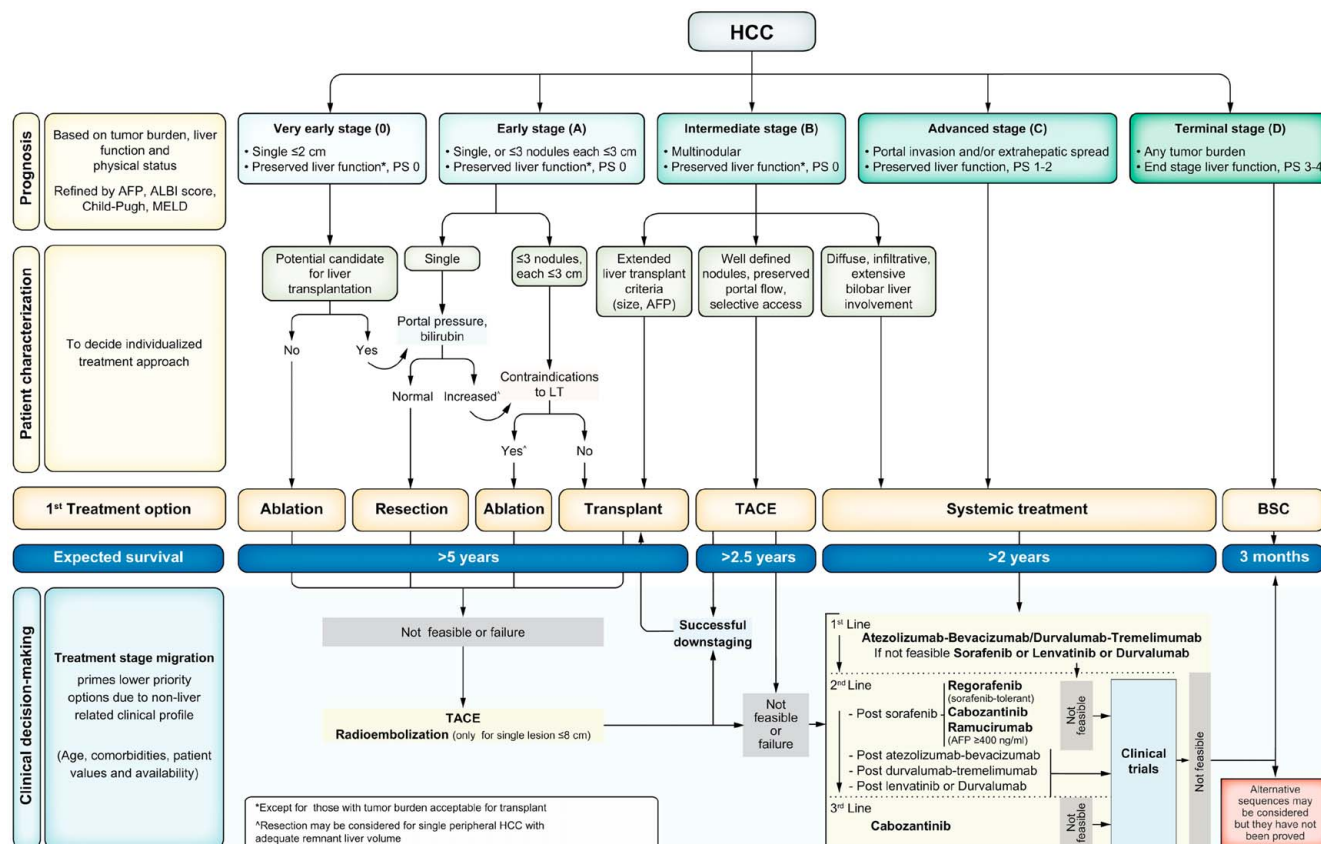 HCC
Prognosis
Based on tumor burden, liver
function and
physical status
Refined by AFP, ALBI score,
Child-Pugh, MELD
Very early stage (0)
• Single ≤2 cm
• Preserved liver function*, PS 0
Early stage (A)
• Single, or ≤3 nodules each ≤3 cm
• Preserved liver function*, PS 0
Intermediate stage (B)
• Multinodular
• Preserved liver function*, PS 0
Advanced stage (C)
• Portal invasion and/or extrahepatic spread
• Preserved liver function, PS 1-2
Terminal stage (D)
• Any tumor burden
• End stage liver function, PS 3-4
Patient characterization
To decide individualized
treatment approach
Potential candidate
for liver
transplantation
Single
≤3 nodules,
each ≤3 cm
Extended
liver transplant
criteria
(size, AFP)
Well defined
nodules, preserved
portal flow,
selective access
Diffuse, infiltrative,
extensive
bilobar liver
involvement
Portal pressure,
bilirubin
No
Yes
Contraindications
to LT
Normal
Increased^
Yes^
No
1st Treatment option
Ablation
Resection
Ablation
Transplant
TACE
Systemic treatment
BSC
Expected survival
>5 years
>2.5 years
>2 years
3 months
Clinical decision-making
Treatment stage migration
primes lower priority
options due to non-liver
related clinical profile
(Age, comorbidities, patient
values and availability)
Not feasible or failure
Successful
downstaging
TACE
Radioembolization (only for single lesion ≤8 cm)
Not
feasible
or
failure
1st Line
Atezolizumab-Bevacizumab/Durvalumab-Tremelimumab
If not feasible Sorafenib or Lenvatinib or Durvalumab
2nd Line
- Post sorafenib
Regorafenib
(sorafenib-tolerant)
Cabozantinib
Ramucirumab
(AFP ≥400 ng/ml)
Not
feasible
- Post atezolizumab-bevacizumab
- Post durvalumab-tremelimumab
- Post lenvatinib or Durvalumab
3rd Line
Cabozantinib
Not
feasible
Clinical
trials
Not feasible
Alternative
sequences may
be considered
but they have not
been proved
*Except for those with tumor burden acceptable for transplant
^Resection may be considered for single peripheral HCC with
adequate remnant liver volume